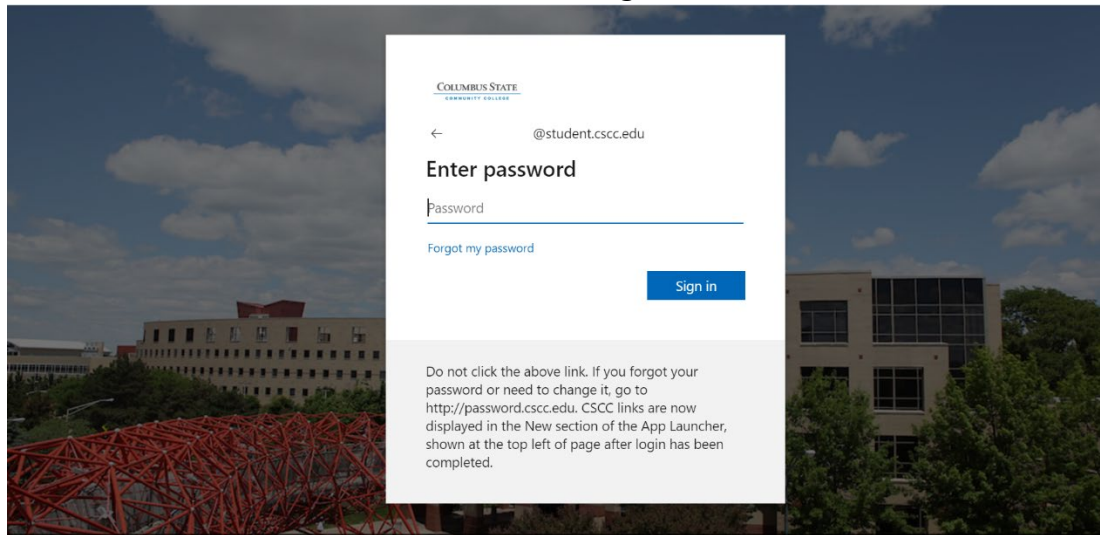 COLUMBUS STATE
COMMUNITY COLLEGE
← @student.cscc.edu
Enter password
Password
Forgot my password
Sign in
Do not click the above link. If you forgot your
password or need to change it, go to
http://password.cscc.edu. CSCC links are now
displayed in the New section of the App Launcher,
shown at the top left of page after login has been
completed.